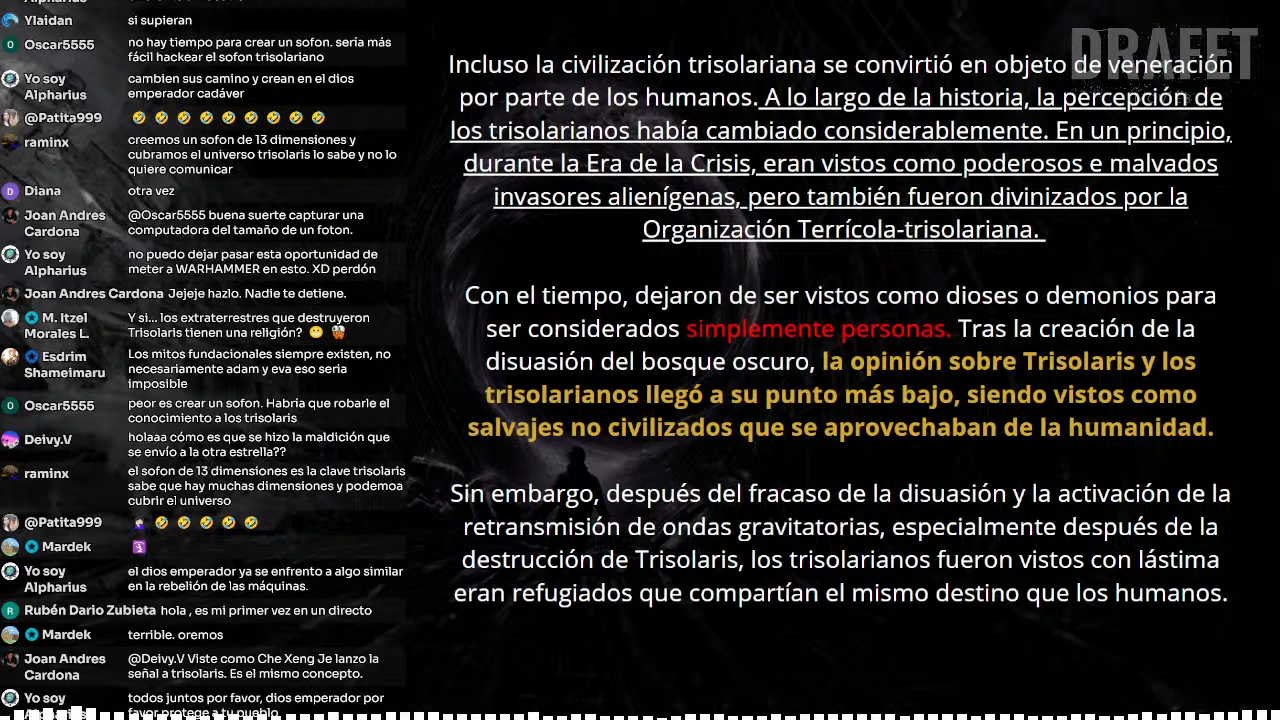 Ylaidan si supieran
Oscar5555 no hay tiempo para crear un sofon. sería más
fácil hackear el sofon trisolariano
Yo soy Alpharius cambien sus camino y crean en el dios
emperador cadáver
@Patita999
raminx creemos un sofon de 13 dimensiones y
cubramos el universo trisolaris lo sabe y no lo
quiere comunicar
Diana otra vez
Joan Andres Cardona @Oscar5555 buena suerte capturar una
computadora del tamaño de un foton.
Yo soy Alpharius no puedo dejar pasar esta oportunidad de
meter a WARHAMMER en esto. XD perdón
Joan Andres Cardona Jejeje hazlo. Nadie te detiene.
M. Itzel Morales L. Y si... los extraterrestres que destruyeron
Trisolaris tienen una religión?
Esdrim Shameimaru Los mitos fundacionales siempre existen, no
necesariamente adam y eva eso seria
imposible
Oscar5555 peor es crear un sofon. Habria que robarle el
conocimiento a los trisolaris
Deivy.V holaaa cómo es que se hizo la maldición que
se envío a la otra estrella??
raminx el sofon de 13 dimensiones es la clave trisolaris
sabe que hay muchas dimensiones y podemoa
cubrir el universo
@Patita999
Mardek
Yo soy Alpharius el dios emperador ya se enfrento a algo similar
en la rebelión de las máquinas.
Rubén Dario Zubieta hola , es mi primer vez en un directo
Mardek terrible. oremos
Joan Andres Cardona @Deivy.V Viste como Che Xeng Je lanzo la
señal a trisolaris. Es el mismo concepto.
Yo soy todos juntos por favor, dios emperador por
favor protege a tu pueblo
DRAFET
Incluso la civilización trisolariana se convirtió en objeto de veneración
por parte de los humanos. A lo largo de la historia, la percepción de
los trisolarianos había cambiado considerablemente. En un principio,
durante la Era de la Crisis, eran vistos como poderosos e malvados
invasores alienígenas, pero también fueron divinizados por la
Organización Terrícola-trisolariana.
Con el tiempo, dejaron de ser vistos como dioses o demonios para
ser considerados simplemente personas. Tras la creación de la
disuasión del bosque oscuro, la opinión sobre Trisolaris y los
trisolarianos llegó a su punto más bajo, siendo vistos como
salvajes no civilizados que se aprovechaban de la humanidad.
Sin embargo, después del fracaso de la disuasión y la activación de la
retransmisión de ondas gravitatorias, especialmente después de la
destrucción de Trisolaris, los trisolarianos fueron vistos con lástima
eran refugiados que compartían el mismo destino que los humanos.